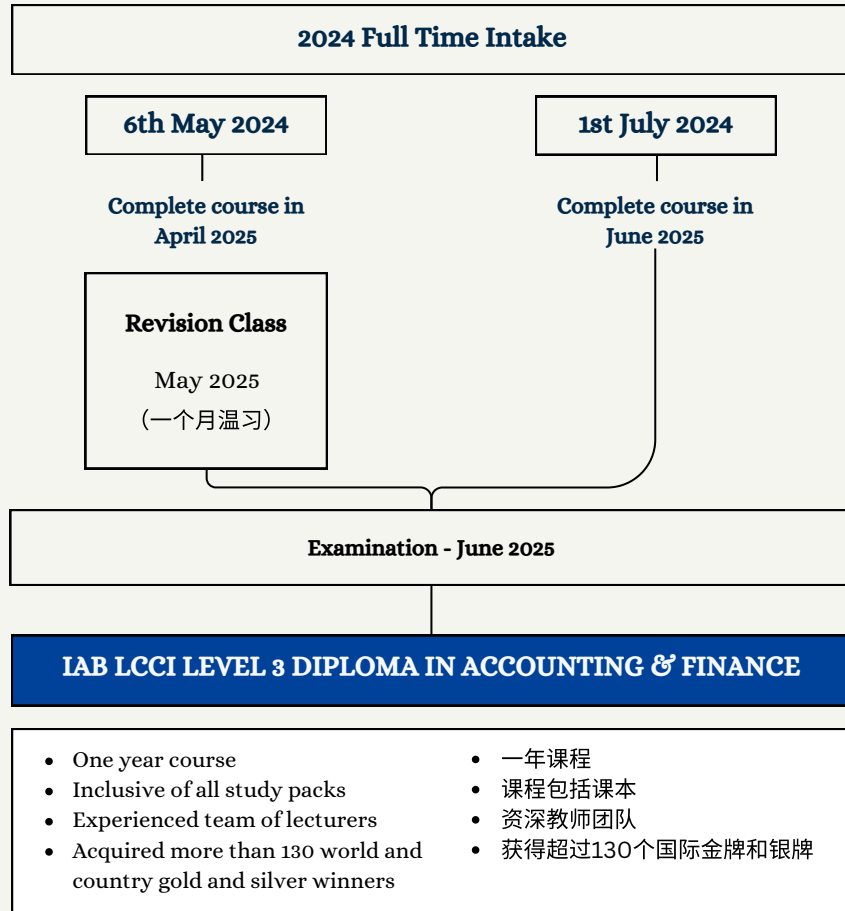 2024 Full Time Intake
6th May 2024
Complete course in
April 2025
Revision Class
May 2025
（一个月温习）
1st July 2024
Complete course in
June 2025
Examination - June 2025
IAB LCCI LEVEL 3 DIPLOMA IN ACCOUNTING & FINANCE
• One year course
• Inclusive of all study packs
• Experienced team of lecturers
• Acquired more than 130 world and
country gold and silver winners
• 一年课程
• 课程包括课本
• 资深教师团队
• 获得超过130个国际金牌和银牌